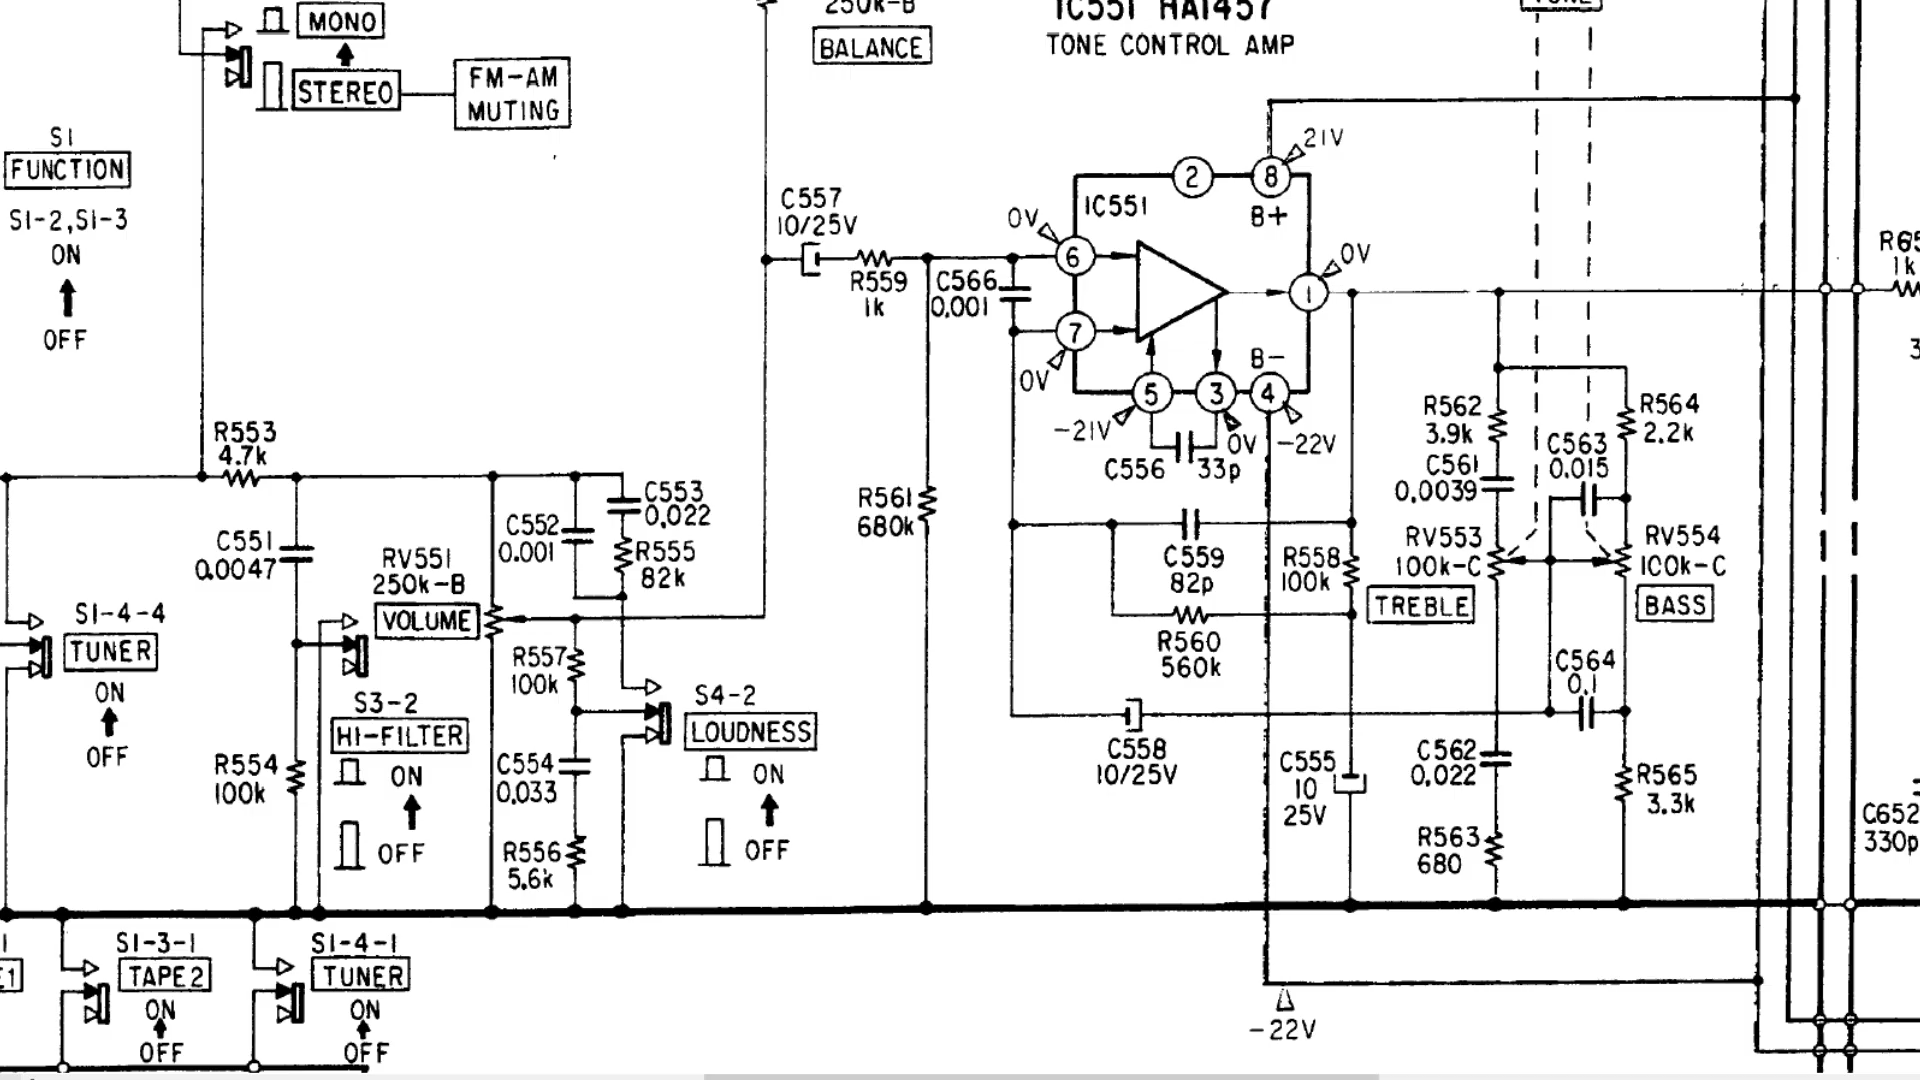 250k-B
BALANCE
IC551 HA1457
TONE CONTROL AMP
TONE
MONO
STEREO
FM-AM
MUTING
S1
FUNCTION
S1-2,S1-3
ON
OFF
C557
10/25V
R559
1k
C566
0.001
0V
6
7
0V
IC551
2
8
21V
B+
1
0V
B-
5
3
4
-21V
0V
-22V
C556
33p
R65
1k
3
R553
4.7k
C551
0.0047
RV551
250k-B
VOLUME
C552
0.001
C553
0.022
R555
82k
R561
680k
C559
82p
R558
100k
R560
560k
R562
3.9k
C561
0.0039
R564
2.2k
C563
0.015
RV553
100k-C
TREBLE
RV554
100k-C
BASS
S1-4-4
TUNER
ON
OFF
R557
100k
S3-2
HI-FILTER
ON
OFF
R554
100k
C554
0.033
R556
5.6k
S4-2
LOUDNESS
ON
OFF
C558
10/25V
C555
10
25V
C564
0.1
C562
0.022
R563
680
R565
3.3k
C652
330p
1
E1
S1-3-1
TAPE2
ON
OFF
S1-4-1
TUNER
ON
OFF
-22V